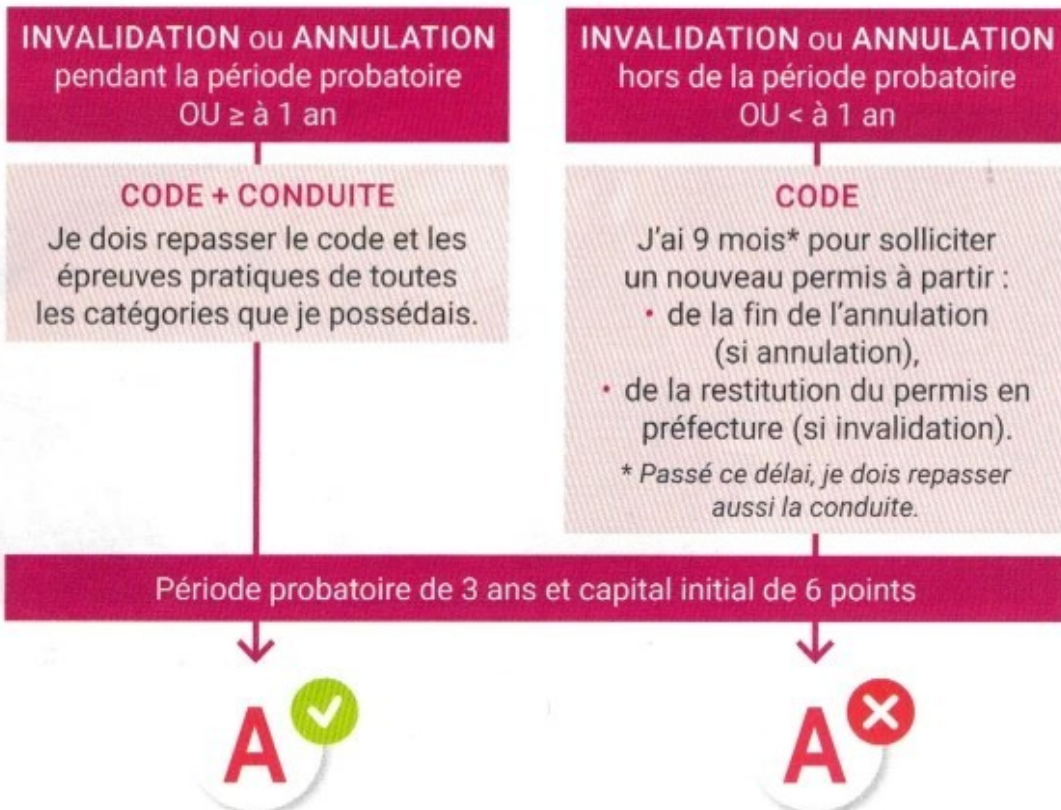 INVALIDATION ou ANNULATION
pendant la période probatoire
OU ≥ à 1 an
CODE + CONDUITE
Je dois repasser le code et les
épreuves pratiques de toutes
les catégories que je possédais.
INVALIDATION ou ANNULATION
hors de la période probatoire
OU < à 1 an
CODE
J'ai 9 mois* pour solliciter
un nouveau permis à partir :
• de la fin de l'annulation
(si annulation),
• de la restitution du permis en
préfecture (si invalidation).
* Passé ce délai, je dois repasser
aussi la conduite.
Période probatoire de 3 ans et capital initial de 6 points
A
A